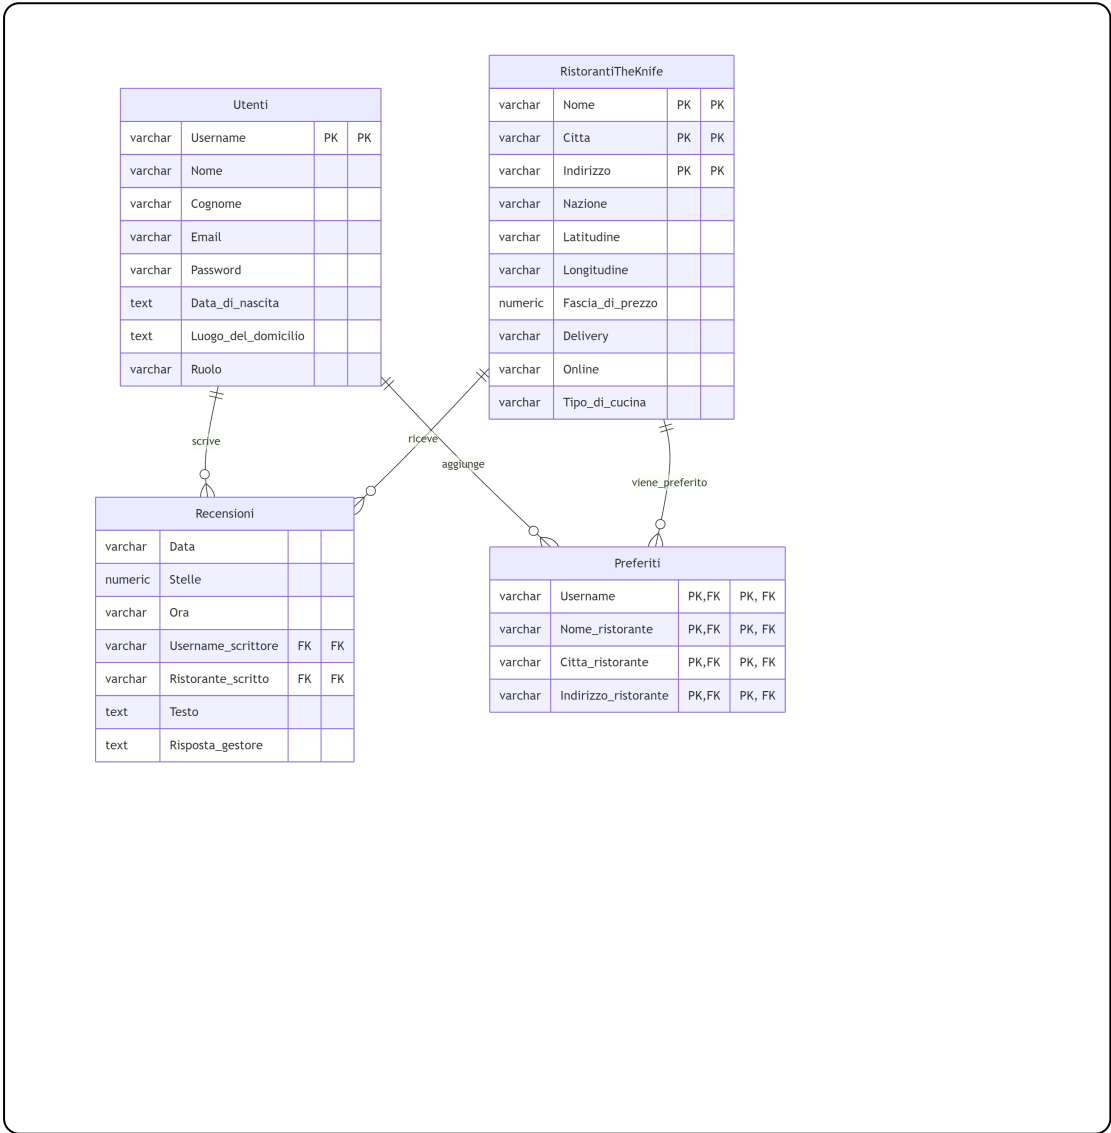 Utenti
varchar Username PK PK
varchar Nome
varchar Cognome
varchar Email
varchar Password
text Data_di_nascita
text Luogo_del_domicilio
varchar Ruolo
RistorantiTheKnife
varchar Nome PK PK
varchar Citta PK PK
varchar Indirizzo PK PK
varchar Nazione
varchar Latitudine
varchar Longitudine
numeric Fascia_di_prezzo
varchar Delivery
varchar Online
varchar Tipo_di_cucina
scrive
riceve
aggiunge
viene_preferito
Recensioni
varchar Data
numeric Stelle
varchar Ora
varchar Username_scrittore FK FK
varchar Ristorante_scritto FK FK
text Testo
text Risposta_gestore
Preferiti
varchar Username PK,FK PK, FK
varchar Nome_ristorante PK,FK PK, FK
varchar Citta_ristorante PK,FK PK, FK
varchar Indirizzo_ristorante PK,FK PK, FK